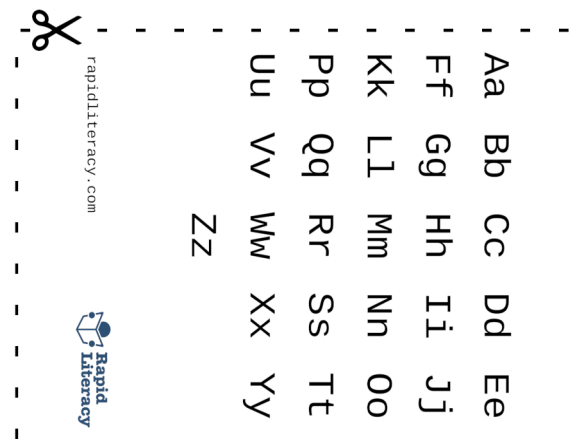 Aa Bb Cc Dd Ee
Ff Gg Hh Ii Jj
Kk Ll Mm Nn Oo
Pp Qq Rr Ss Tt
Uu Vv Ww Xx Yy
Zz
rapidliteracy.com
Rapid
Literacy